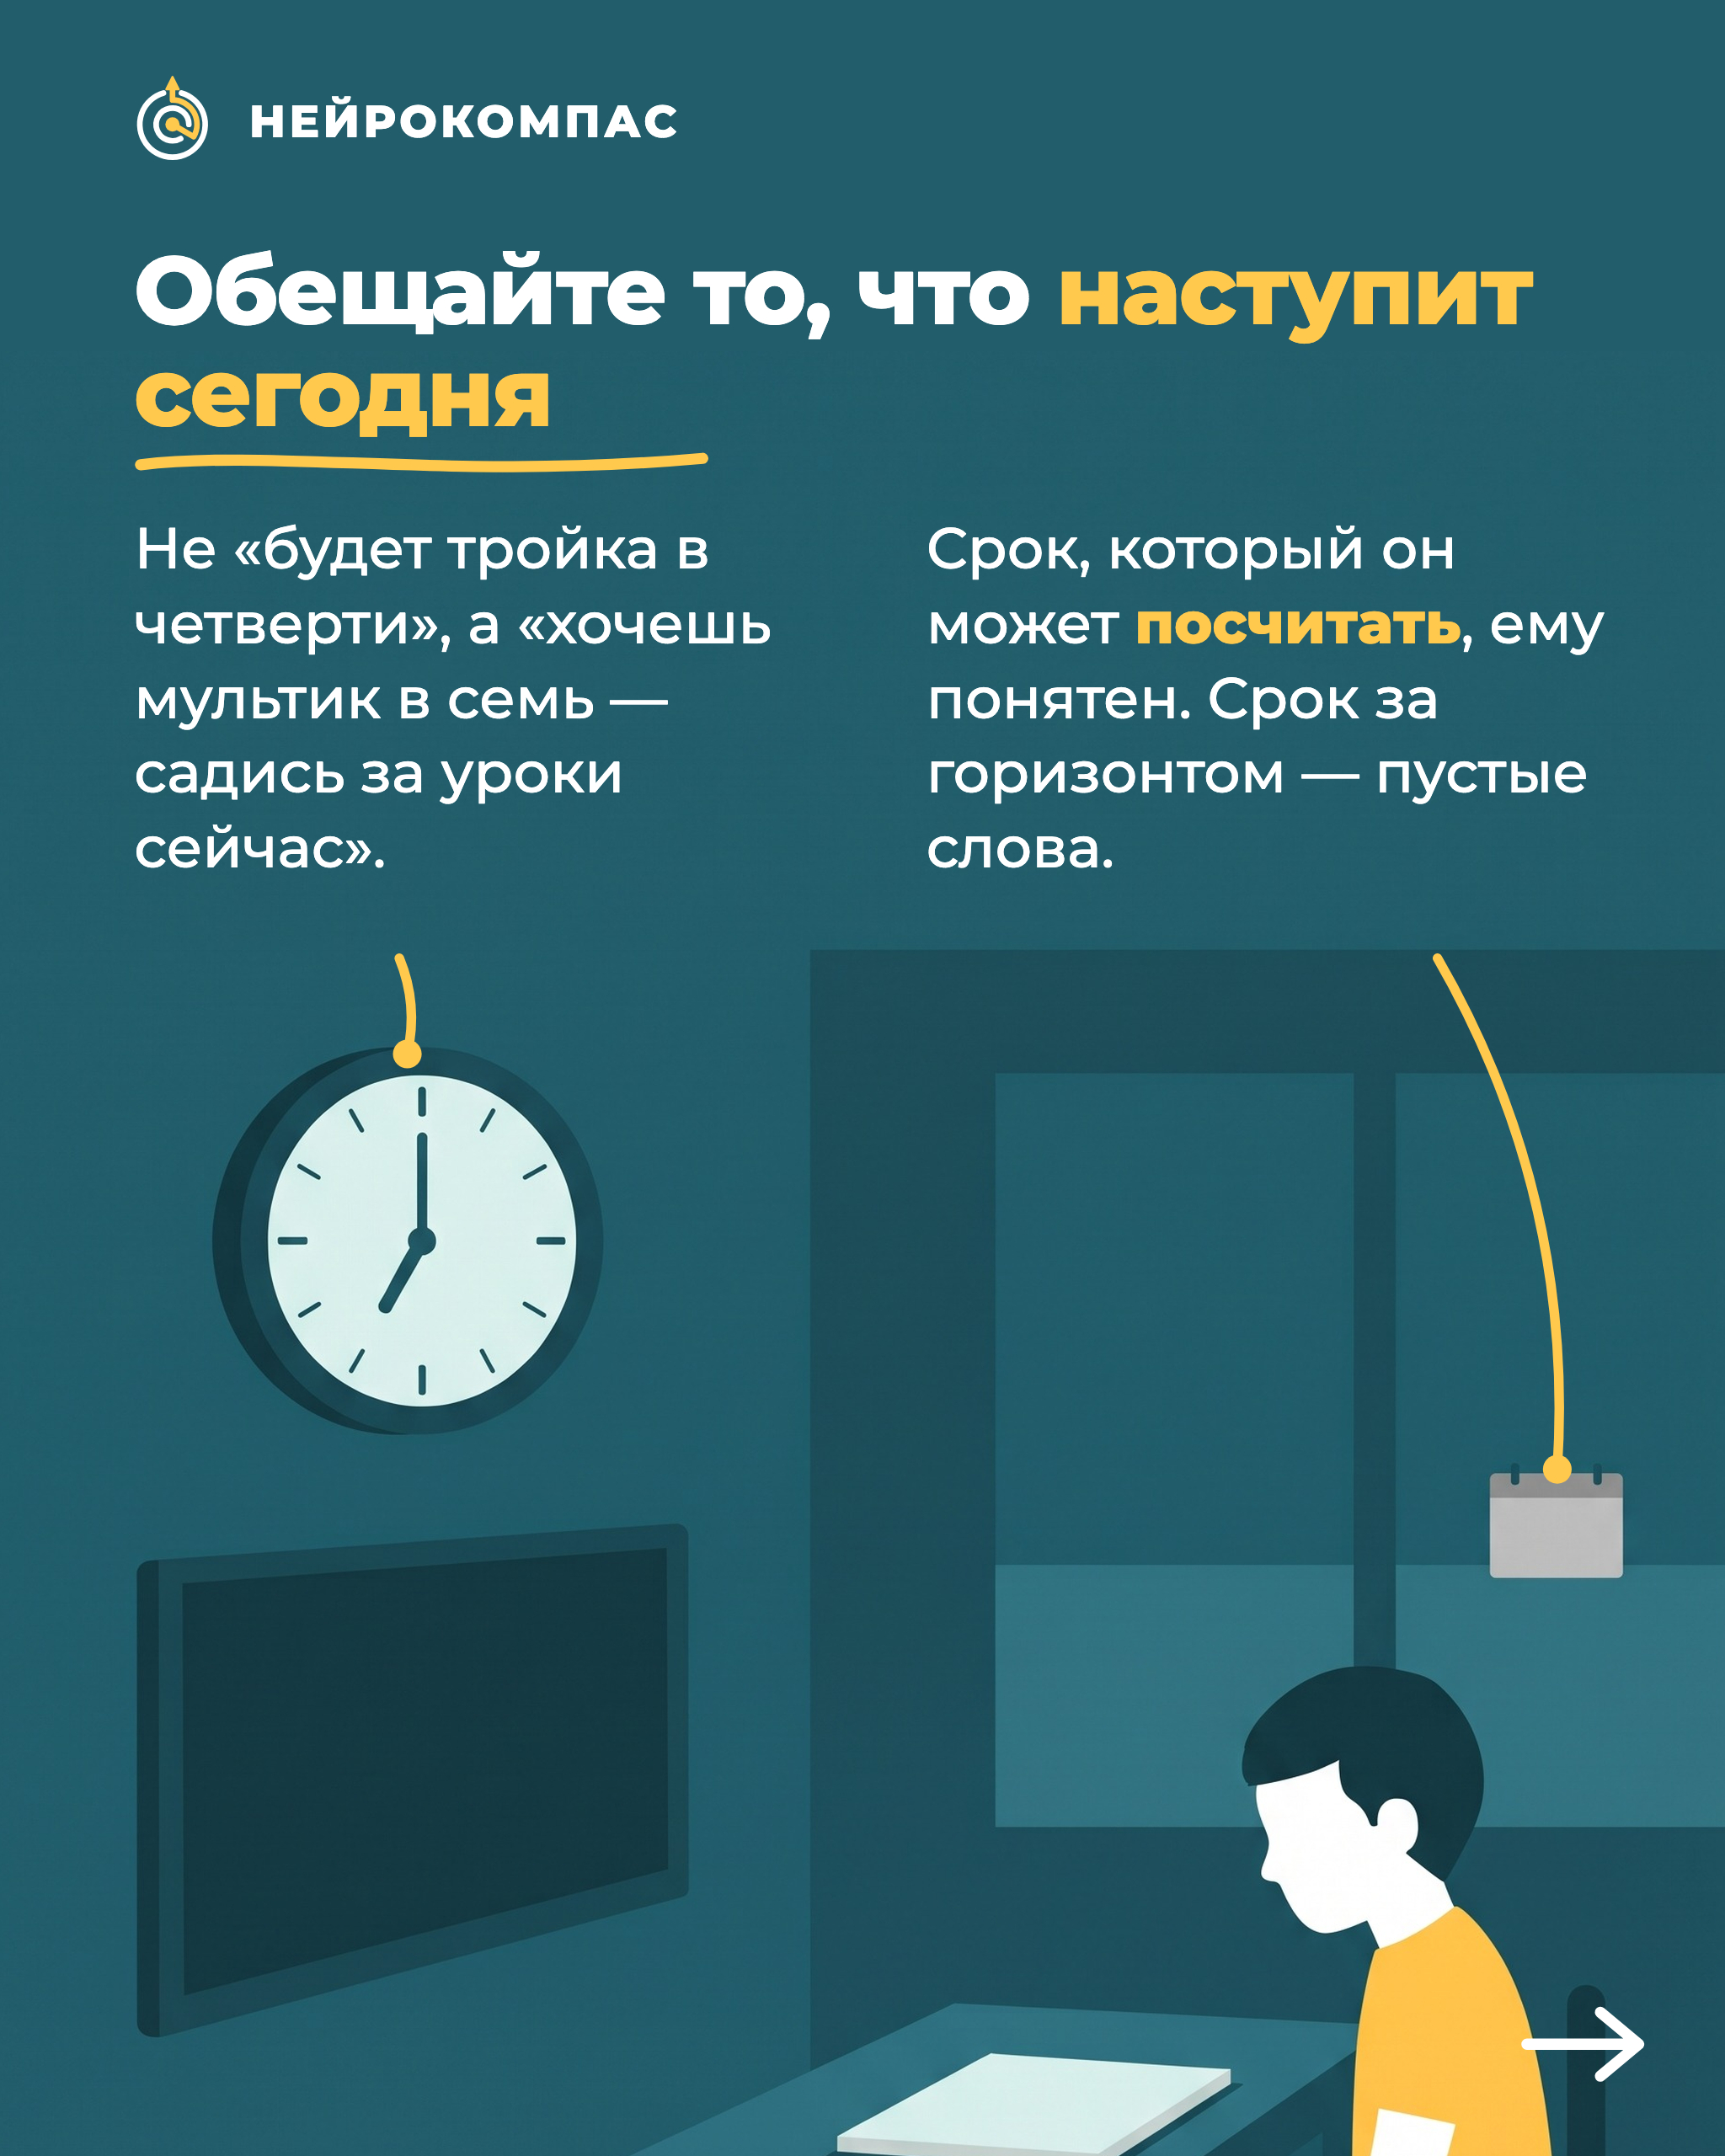 НЕЙРОКОМПАС
Обещайте то, что наступит
сегодня
Не «будет тройка в
четверти», а «хочешь
мультик в семь —
садись за уроки
сейчас».
Срок, который он
может посчитать, ему
понятен. Срок за
горизонтом — пустые
слова.